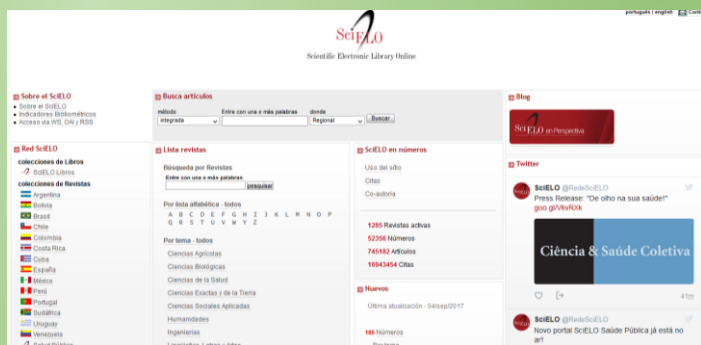 português | english
SciELO
Scientific Electronic Library Online
Sobre el SciELO
Sobre el SciELO
Indicadores Bibliométricos
Acceso vía WS, OAI y RSS
Red SciELO
colecciones de Libros
SciELO Libros
colecciones de Revistas
Argentina
Bolivia
Brasil
Chile
Colombia
Costa Rica
Cuba
España
México
Perú
Portugal
Sudáfrica
Uruguay
Venezuela
Salud Pública
Busca artículos
método Entre con una o más palabras donde
integrada Regional Buscar
Lista revistas
Búsqueda por Revistas
Entre con una o más palabras
pesquisar
Por lista alfabética - todos
A B C D E F G H I J K L M N O P
Q R S T U V W Y Z
Por tema - todos
Ciencias Agrícolas
Ciencias Biológicas
Ciencias de la Salud
Ciencias Exactas y de la Tierra
Ciencias Sociales Aplicadas
Humanidades
Ingenierías
SciELO en números
Uso del sitio
Citas
Co-autoría
1285 Revistas activas
52356 Números
745182 Artículos
16943454 Citas
Nuevos
Última actualización - 04/sep/2017
185 Números
Blog
SciELO en Perspectiva
Twitter
SciELO @RedeSciELO
Press Release: "De olho na sua saúde!"
Ciência & Saúde Coletiva
41m
SciELO @RedeSciELO
Novo portal SciELO Saúde Pública já está no
ar!